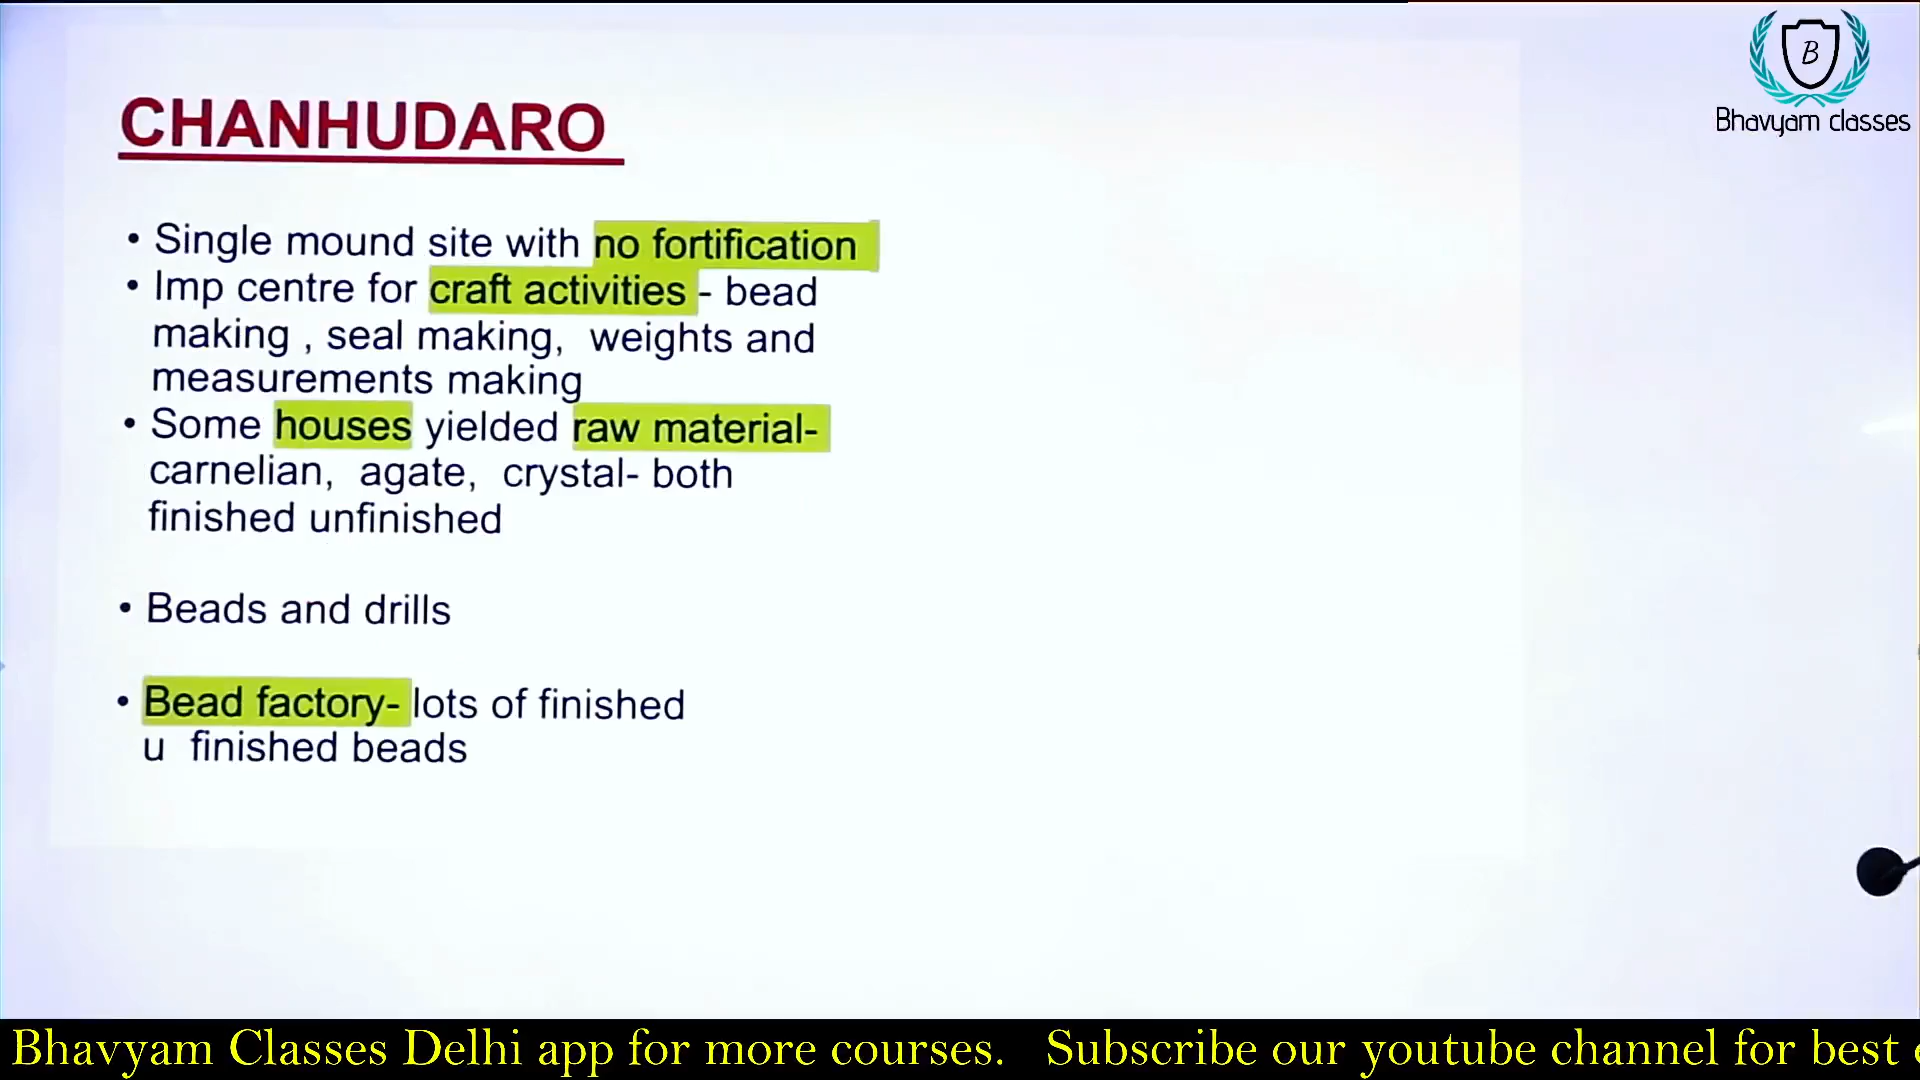 B
Bhavyam classes
CHANHUDARO
• Single mound site with no fortification
• Imp centre for craft activities - bead
making , seal making, weights and
measurements making
• Some houses yielded raw material-
carnelian, agate, crystal- both
finished unfinished
• Beads and drills
• Bead factory- lots of finished
u finished beads
Bhavyam Classes Delhi app for more courses. Subscribe our youtube channel for best